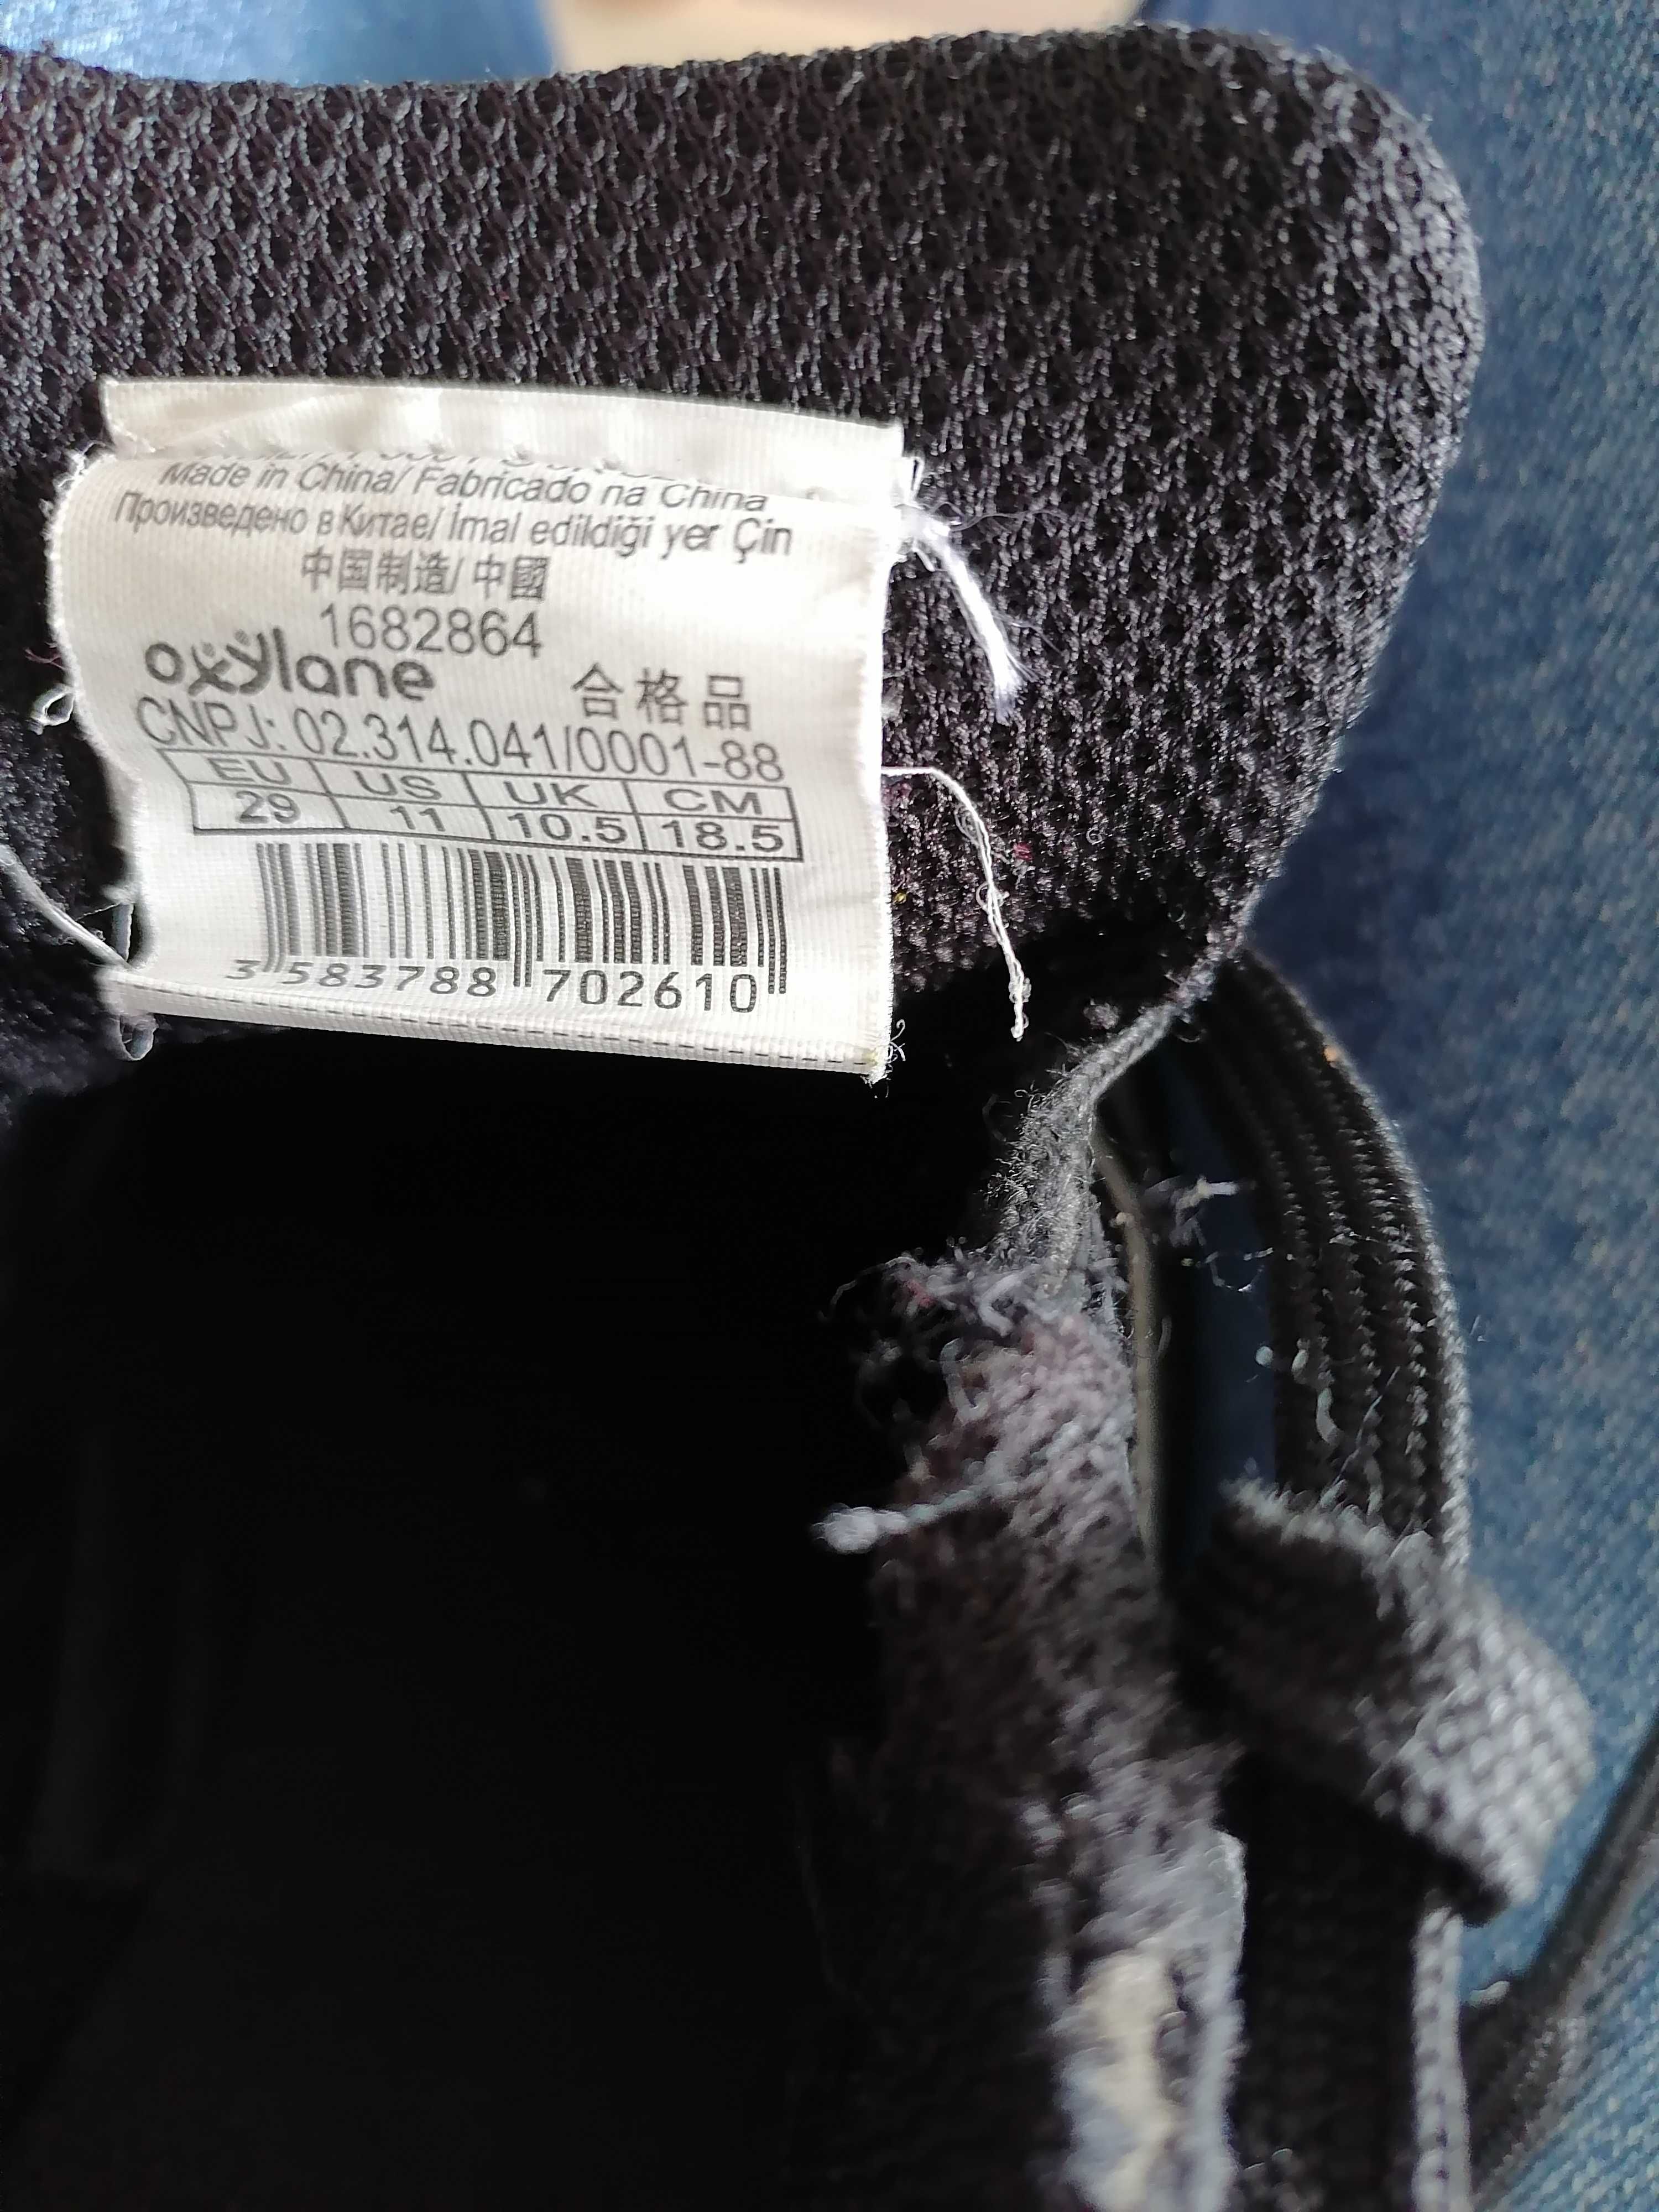 Made in China/ Fabricado na China
Произведено в Китае/ İmal edildiği yer Çin
中国制造/ 中國
1682864
oxylane 合格品
CNPJ: 02.314.041/0001-88
EU US UK CM
29 11 10.5 18.5
3 583788 702610